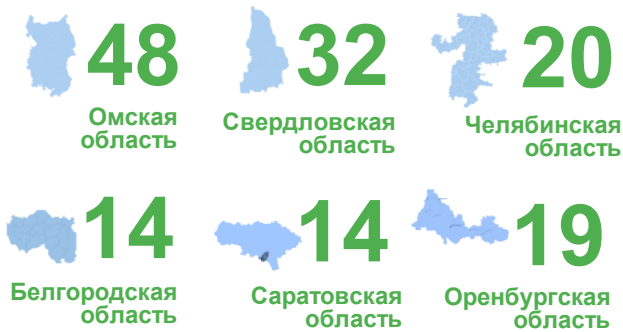 48
Омская
область
32
Свердловская
область
20
Челябинская
область
14
Белгородская
область
14
Саратовская
область
19
Оренбургская
область